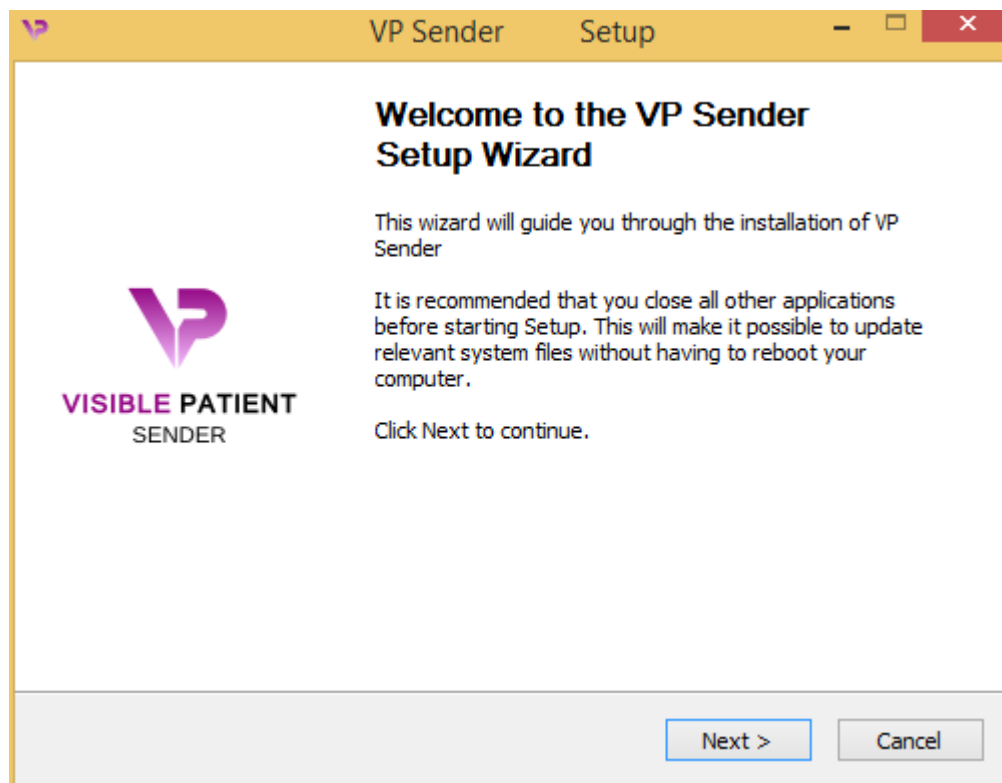 VP Sender Setup
Welcome to the VP Sender
Setup Wizard
This wizard will guide you through the installation of VP
Sender
It is recommended that you close all other applications
before starting Setup. This will make it possible to update
relevant system files without having to reboot your
computer.
Click Next to continue.
VP
VISIBLE PATIENT
SENDER
Next >
Cancel